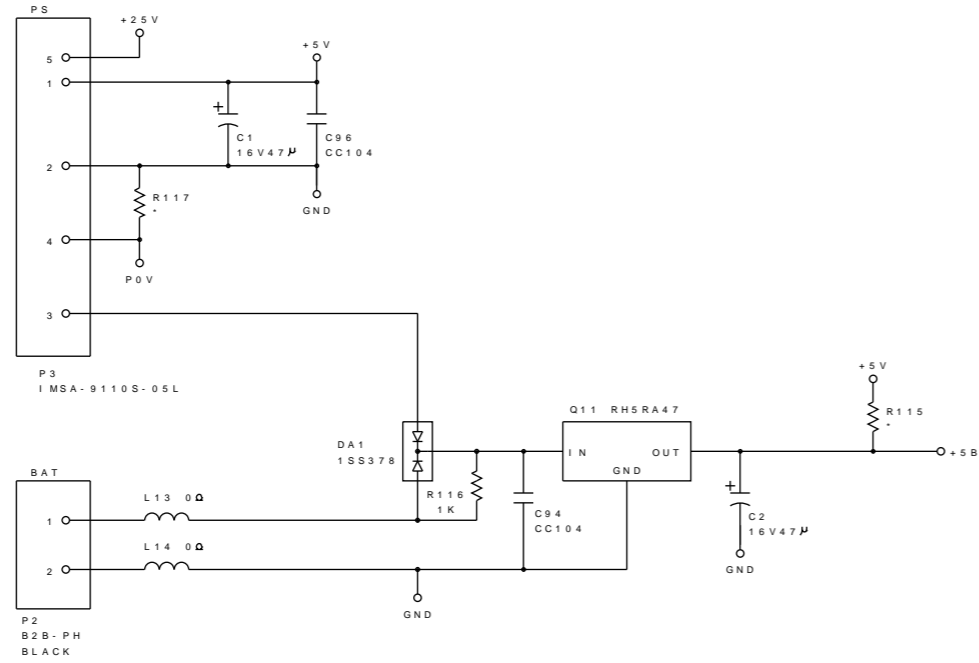 PS
+25V
5
+5V
1
+
C1
16V47μ
C96
CC104
2
R117
*
GND
4
P0V
3
P3
IMSA-9110S-05L
+5V
Q11 RH5RA47
R115
*
DA1
1SS378
IN
OUT
GND
+5B
BAT
R116
1K
+
L13 0Ω
1
C94
CC104
C2
16V47μ
L14 0Ω
2
GND
GND
P2
B2B-PH
BLACK